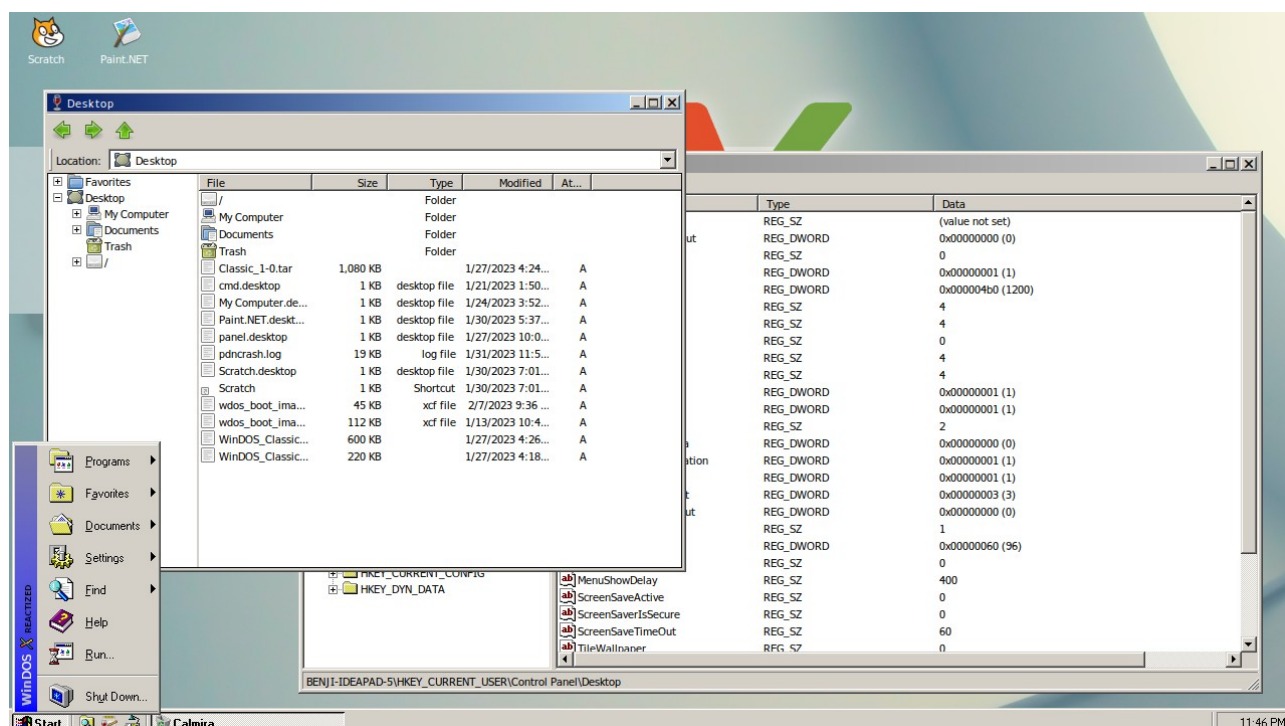 Scratch
Paint.NET
Desktop
Location: Desktop
Favorites
Desktop
My Computer
Documents
Trash
/
File Size Type Modified At...
/ Folder
My Computer Folder
Documents Folder
Trash Folder
Classic_1-0.tar 1,080 KB 1/27/2023 4:24... A
cmd.desktop 1 KB desktop file 1/21/2023 1:50... A
My Computer.de... 1 KB desktop file 1/24/2023 3:52... A
Paint.NET.deskt... 1 KB desktop file 1/30/2023 5:37... A
panel.desktop 1 KB desktop file 1/27/2023 10:0... A
pdncrash.log 19 KB log file 1/31/2023 11:5... A
Scratch.desktop 1 KB desktop file 1/30/2023 7:01... A
Scratch 1 KB Shortcut 1/30/2023 7:01... A
wdos_boot_ima... 45 KB xcf file 2/7/2023 9:36 ... A
wdos_boot_ima... 112 KB xcf file 1/13/2023 10:4... A
WinDOS_Classic... 600 KB 1/27/2023 4:26... A
WinDOS_Classic... 220 KB 1/27/2023 4:18... A
Type Data
REG_SZ (value not set)
ut REG_DWORD 0x00000000 (0)
REG_SZ 0
REG_DWORD 0x00000001 (1)
REG_DWORD 0x000004b0 (1200)
REG_SZ 4
REG_SZ 4
REG_SZ 0
REG_SZ 4
REG_SZ 4
REG_DWORD 0x00000001 (1)
REG_DWORD 0x00000001 (1)
REG_SZ 2
REG_DWORD 0x00000000 (0)
ation REG_DWORD 0x00000001 (1)
REG_DWORD 0x00000001 (1)
t REG_DWORD 0x00000003 (3)
ut REG_DWORD 0x00000000 (0)
REG_SZ 1
REG_DWORD 0x00000060 (96)
REG_SZ 0
MenuShowDelay REG_SZ 400
ScreenSaveActive REG_SZ 0
ScreenSaverIsSecure REG_SZ 0
ScreenSaveTimeOut REG_SZ 60
TileWallpaper REG_SZ 0
HKEY_CURRENT_CONFIG
HKEY_DYN_DATA
BENJI-IDEAPAD-5\HKEY_CURRENT_USER\Control Panel\Desktop
Programs
Favorites
Documents
Settings
Find
Help
Run...
Shut Down...
WinDOS X REACTIZED
Start
Calmira
11:46 PM